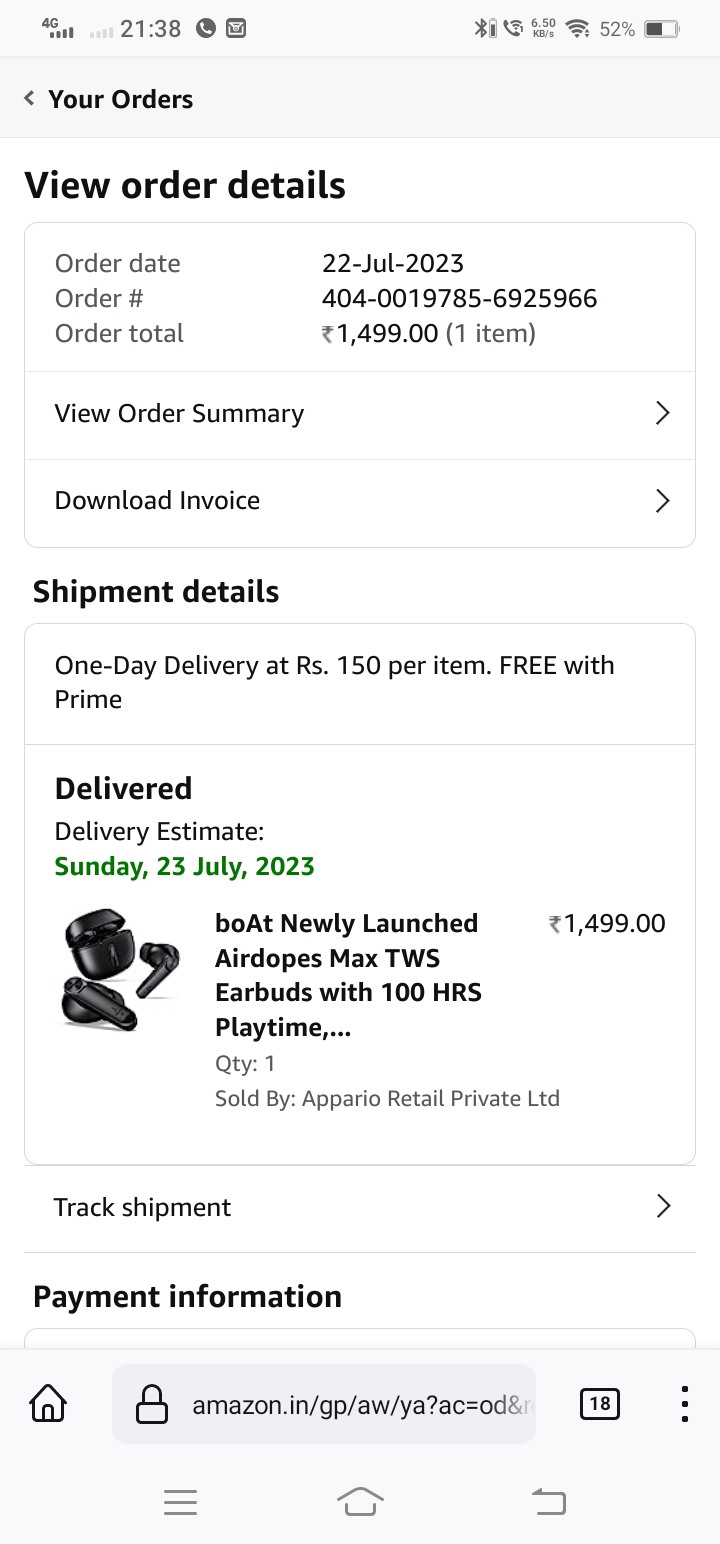 4G 21:38 6.50 KB/s 52%
Your Orders
View order details
Order date 22-Jul-2023
Order # 404-0019785-6925966
Order total ₹1,499.00 (1 item)
View Order Summary
Download Invoice
Shipment details
One-Day Delivery at Rs. 150 per item. FREE with
Prime
Delivered
Delivery Estimate:
Sunday, 23 July, 2023
boAt Newly Launched ₹1,499.00
Airdopes Max TWS
Earbuds with 100 HRS
Playtime,...
Qty: 1
Sold By: Appario Retail Private Ltd
Track shipment
Payment information
amazon.in/gp/aw/ya?ac=od&r 18